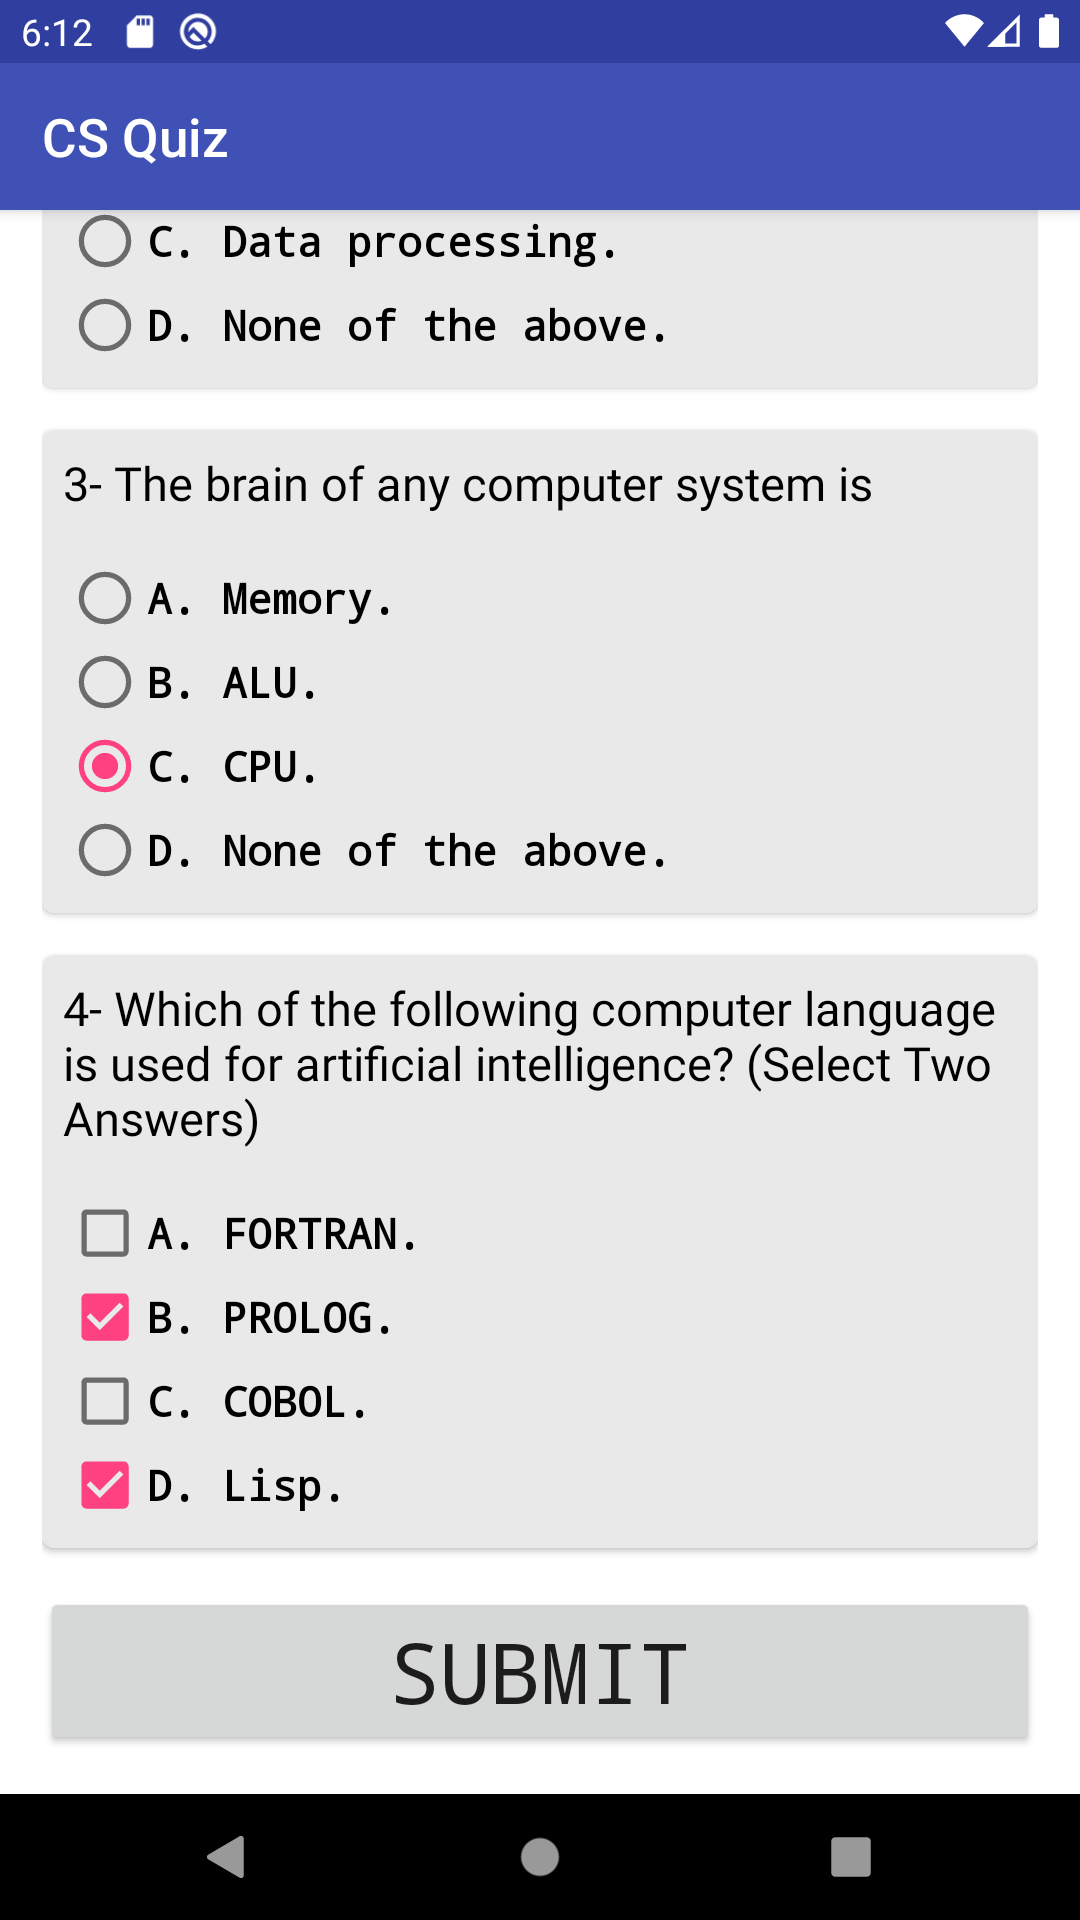 6:12
CS Quiz
C. Data processing.
D. None of the above.
3- The brain of any computer system is
A. Memory.
B. ALU.
C. CPU.
D. None of the above.
4- Which of the following computer language
is used for artificial intelligence? (Select Two
Answers)
A. FORTRAN.
B. PROLOG.
C. COBOL.
D. Lisp.
SUBMIT